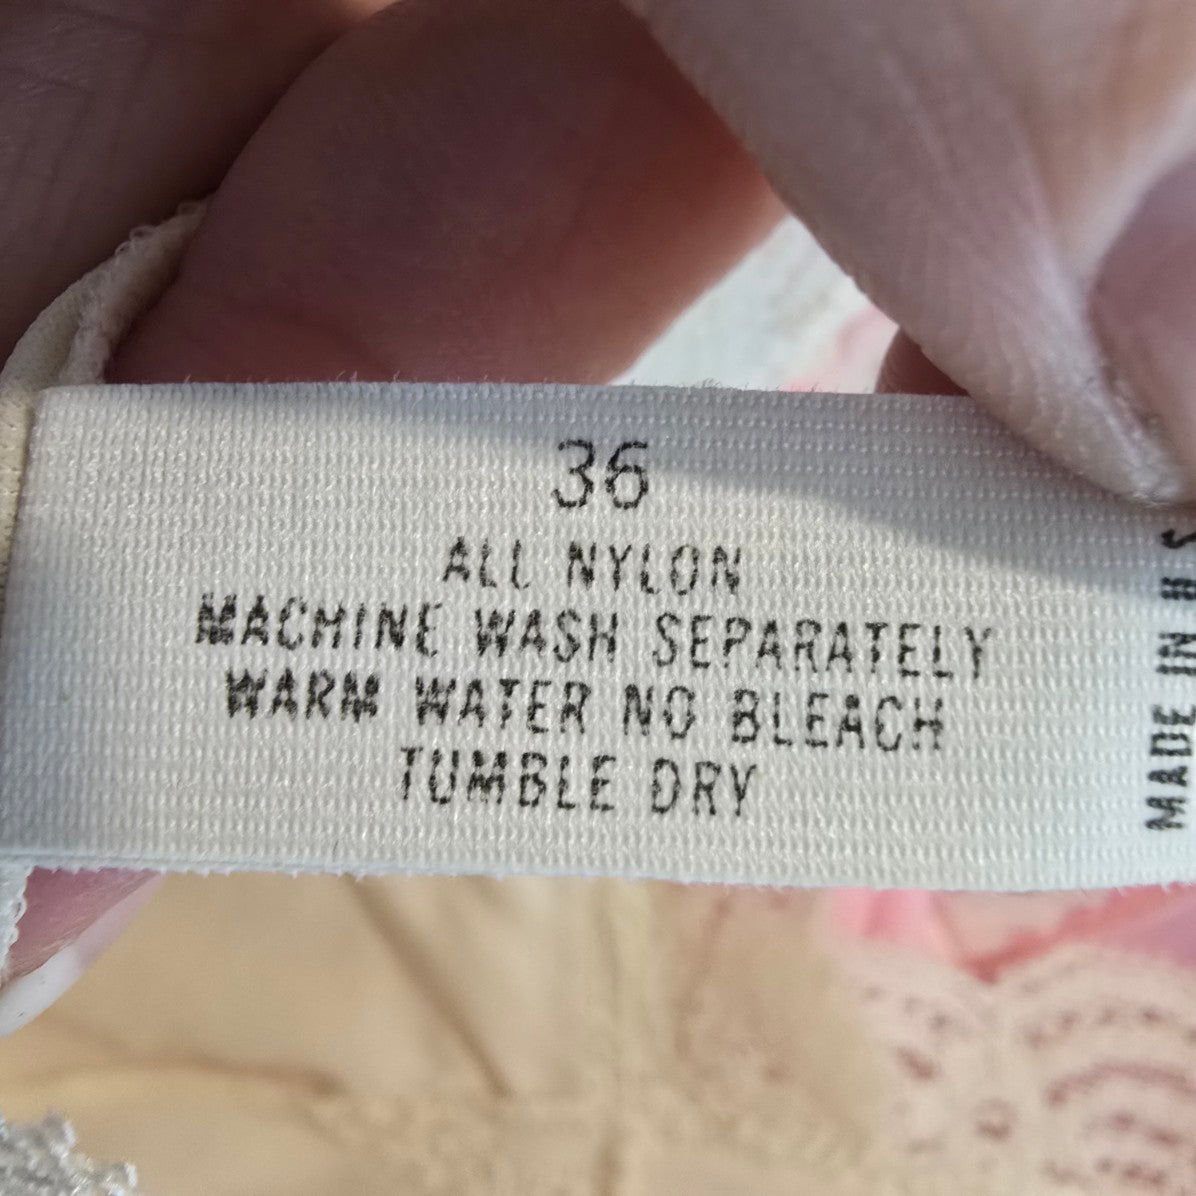 36
ALL NYLON
MACHINE WASH SEPARATELY
WARM WATER NO BLEACH
TUMBLE DRY
MADE IN U S